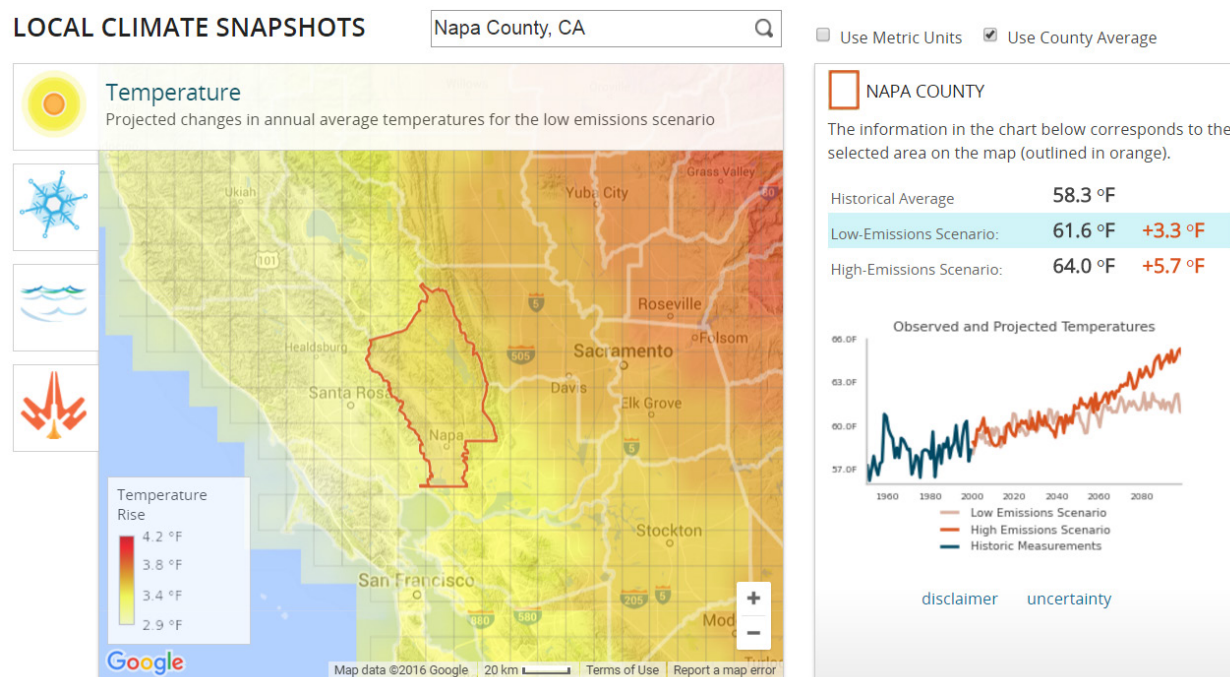 LOCAL CLIMATE SNAPSHOTS
Napa County, CA
Use Metric Units
Use County Average
Temperature
Projected changes in annual average temperatures for the low emissions scenario
Ukiah
Yuba City
Grass Valley
80
101
5
Roseville
Folsom
Healdsburg
505
Sacramento
Santa Rosa
Davis
Elk Grove
Napa
5
Stockton
San Francisco
880
580
205
5
Temperature
Rise
4.2 °F
3.8 °F
3.4 °F
2.9 °F
+
−
Google
Map data ©2016 Google
20 km
Terms of Use
Report a map error
NAPA COUNTY
The information in the chart below corresponds to the
selected area on the map (outlined in orange).
Historical Average 58.3 °F
Low-Emissions Scenario: 61.6 °F +3.3 °F
High-Emissions Scenario: 64.0 °F +5.7 °F
Observed and Projected Temperatures
66.0F
63.0F
60.0F
57.0F
1960 1980 2000 2020 2040 2060 2080
Low Emissions Scenario
High Emissions Scenario
Historic Measurements
disclaimer
uncertainty